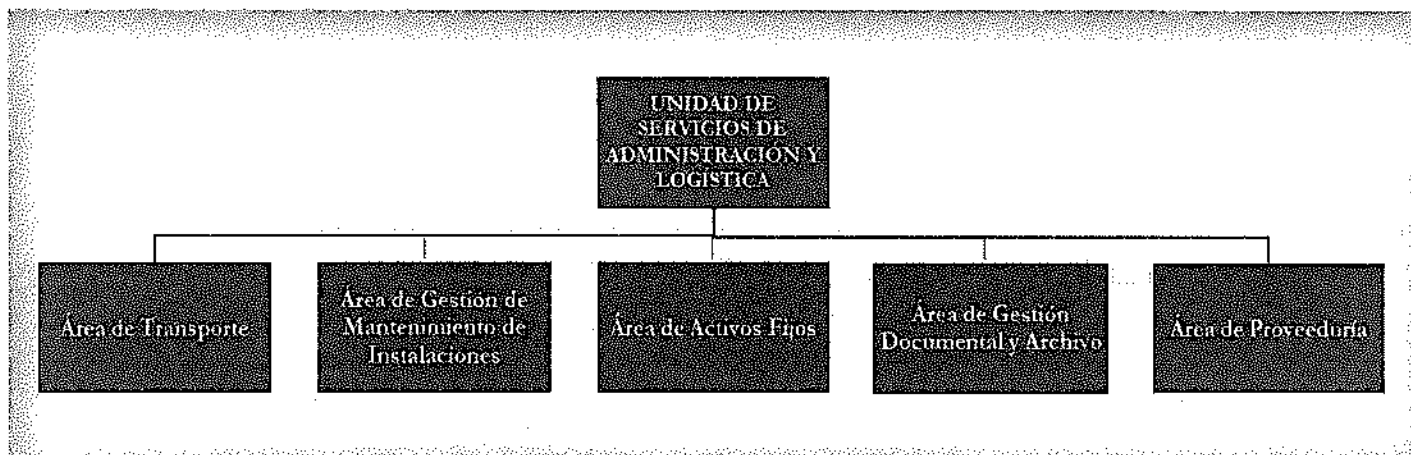 UNIDAD DE
SERVICIOS DE
ADMINISTRACION Y
LOGÍSTICA
Área de Transporte
Área de Gestión de
Mantenimiento de
Instalaciones
Área de Activos Fijos
Área de Gestión
Documental y Archivo
Área de Proveeduría